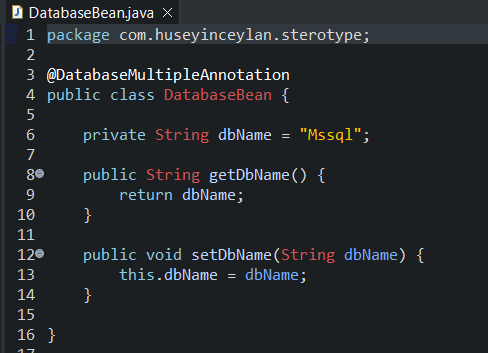 DatabaseBean.java
1 package com.huseyinceylan.sterotype;
2
3 @DatabaseMultipleAnnotation
4 public class DatabaseBean {
5
6 private String dbName = "Mssql";
7
8 public String getDbName() {
9 return dbName;
10 }
11
12 public void setDbName(String dbName) {
13 this.dbName = dbName;
14 }
15
16 }
17